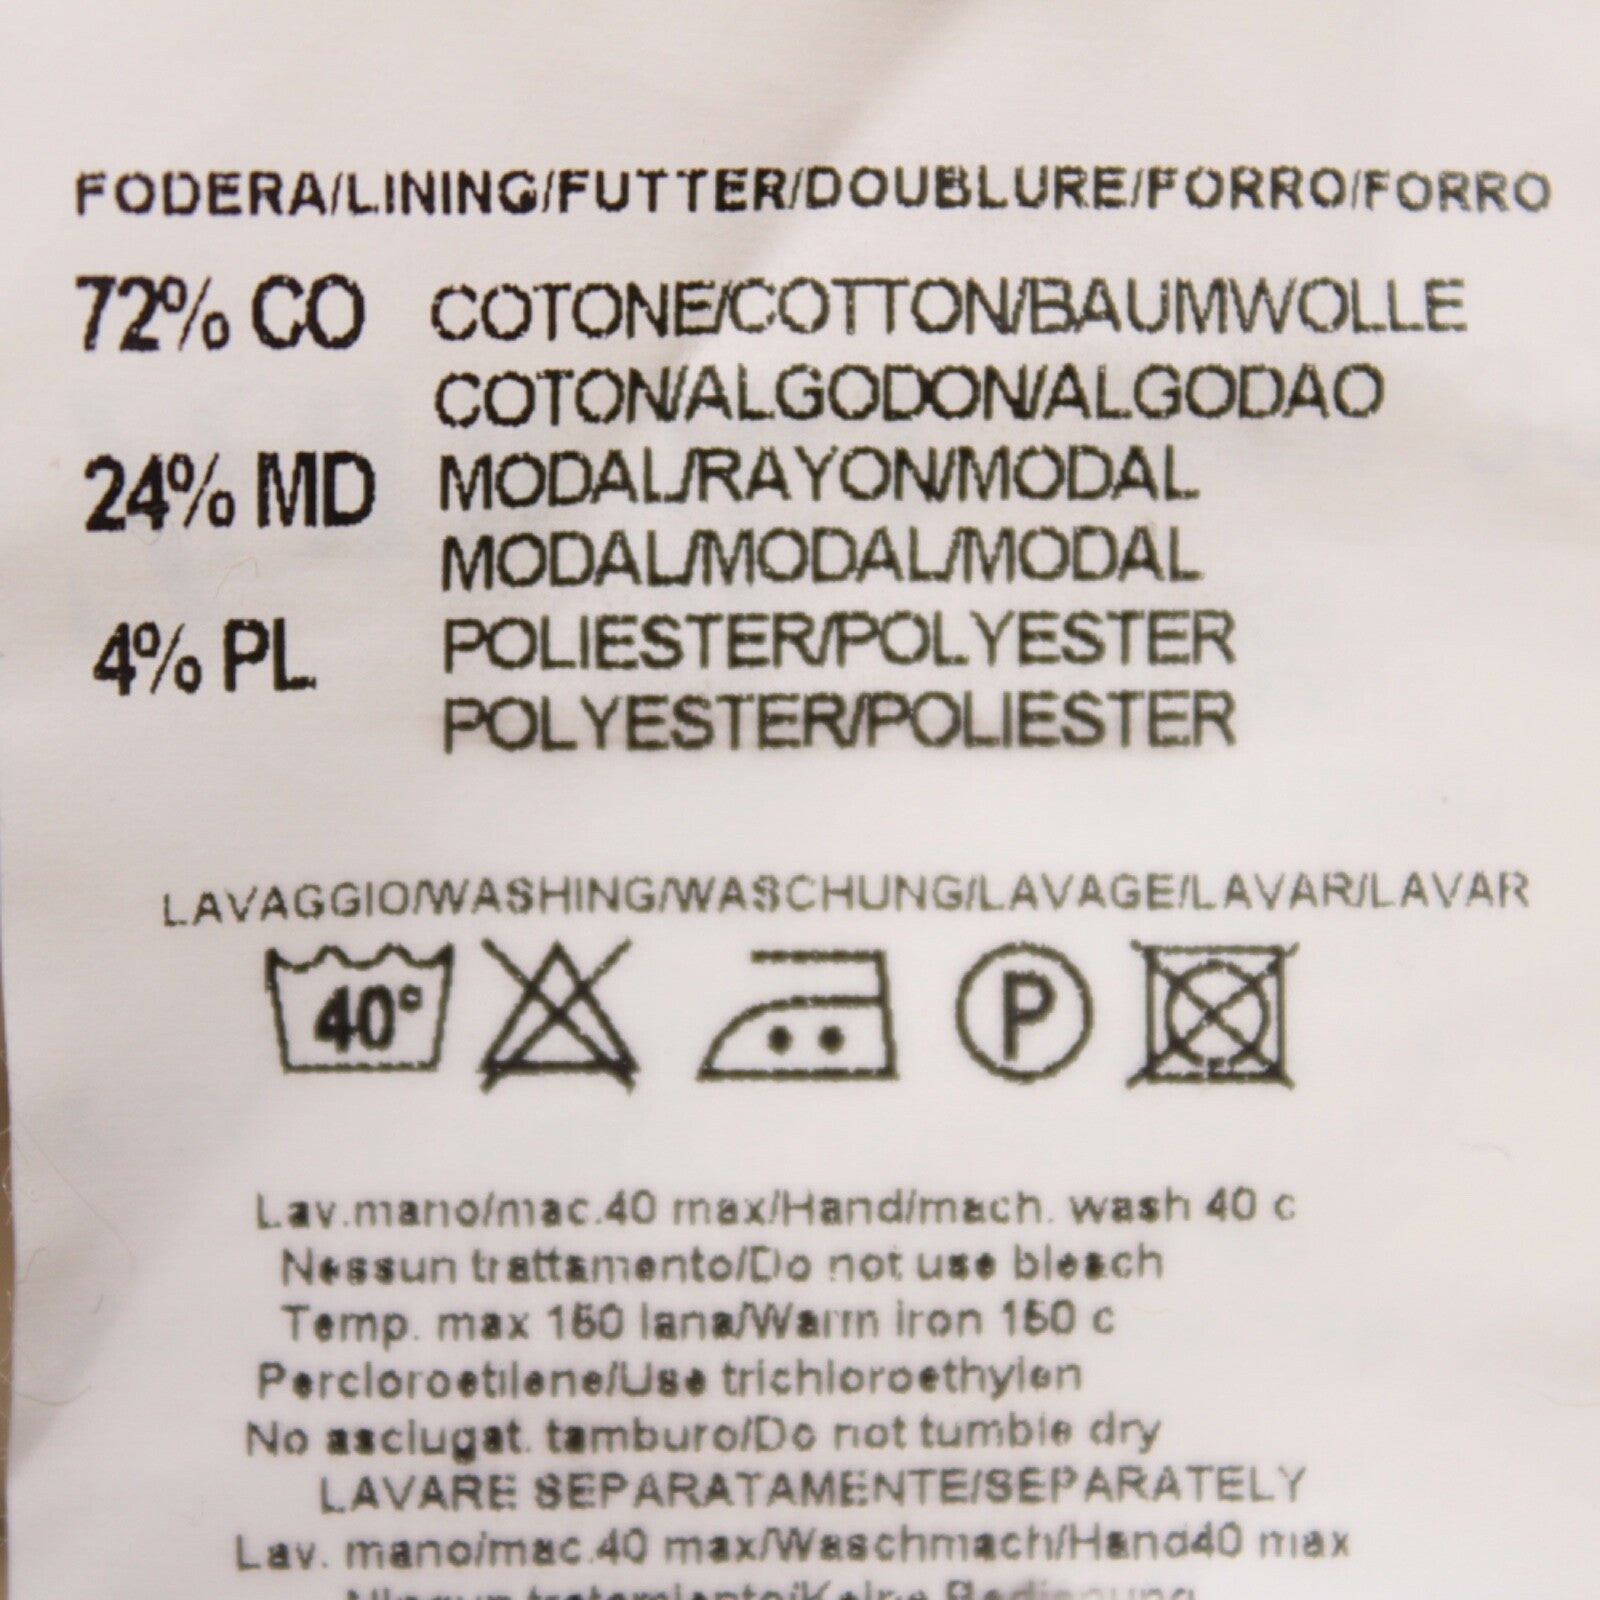 FODERA/LINING/FUTTER/DOUBLURE/FORRO/FORRO
72% CO COTONE/COTTON/BAUMWOLLE
COTON/ALGODON/ALGODAO
24% MD MODAL/RAYON/MODAL
MODAL/MODAL/MODAL
4% PL POLIESTER/POLYESTER
POLYESTER/POLIESTER
LAVAGGIO/WASHING/WASCHUNG/LAVAGE/LAVAR/LAVAR
40° P
Lav.mano/mac.40 max/Hand/mach. wash 40 c
Nessun trattamento/Do not use bleach
Temp. max 150 lana/Warm iron 150 c
Percloroetilene/Use trichloroethylen
No asciugat. tamburo/Do not tumble dry
LAVARE SEPARATAMENTE/SEPARATELY
Lav. mano/mac.40 max/Waschmach/Hand40 max